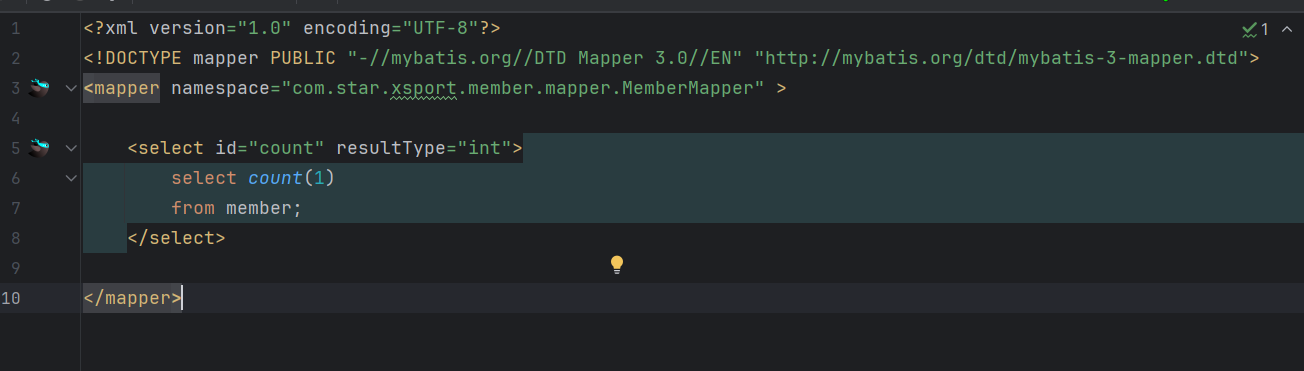 1 <?xml version="1.0" encoding="UTF-8"?> 1
2 <!DOCTYPE mapper PUBLIC "-//mybatis.org//DTD Mapper 3.0//EN" "http://mybatis.org/dtd/mybatis-3-mapper.dtd">
3 <mapper namespace="com.star.xsport.member.mapper.MemberMapper" >
4
5 <select id="count" resultType="int">
6 select count(1)
7 from member;
8 </select>
9
10 </mapper>